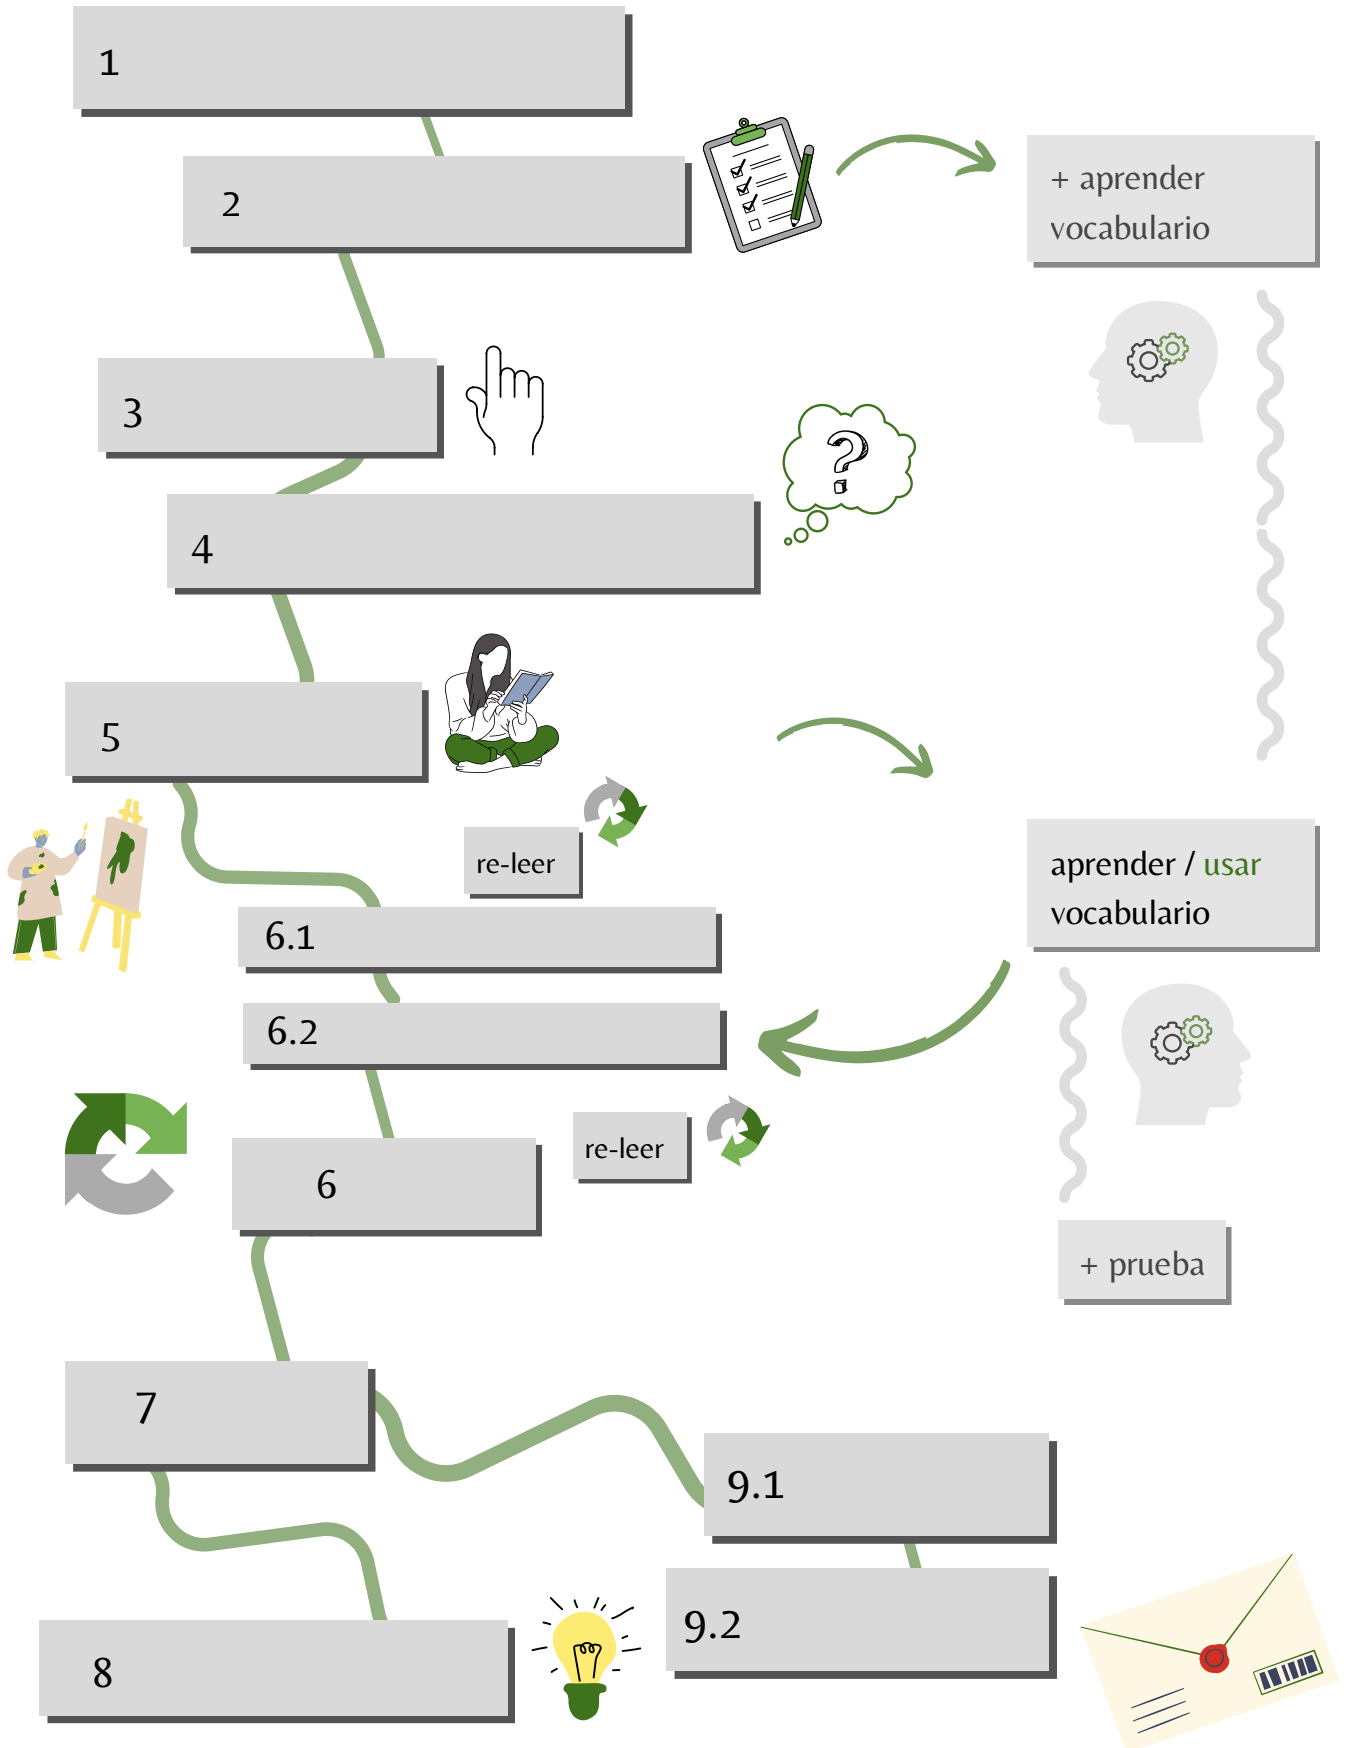 1
2
+ aprender
vocabulario
3
4
5
re-leer
aprender / usar
vocabulario
6.1
6.2
re-leer
6
+ prueba
7
9.1
9.2
8